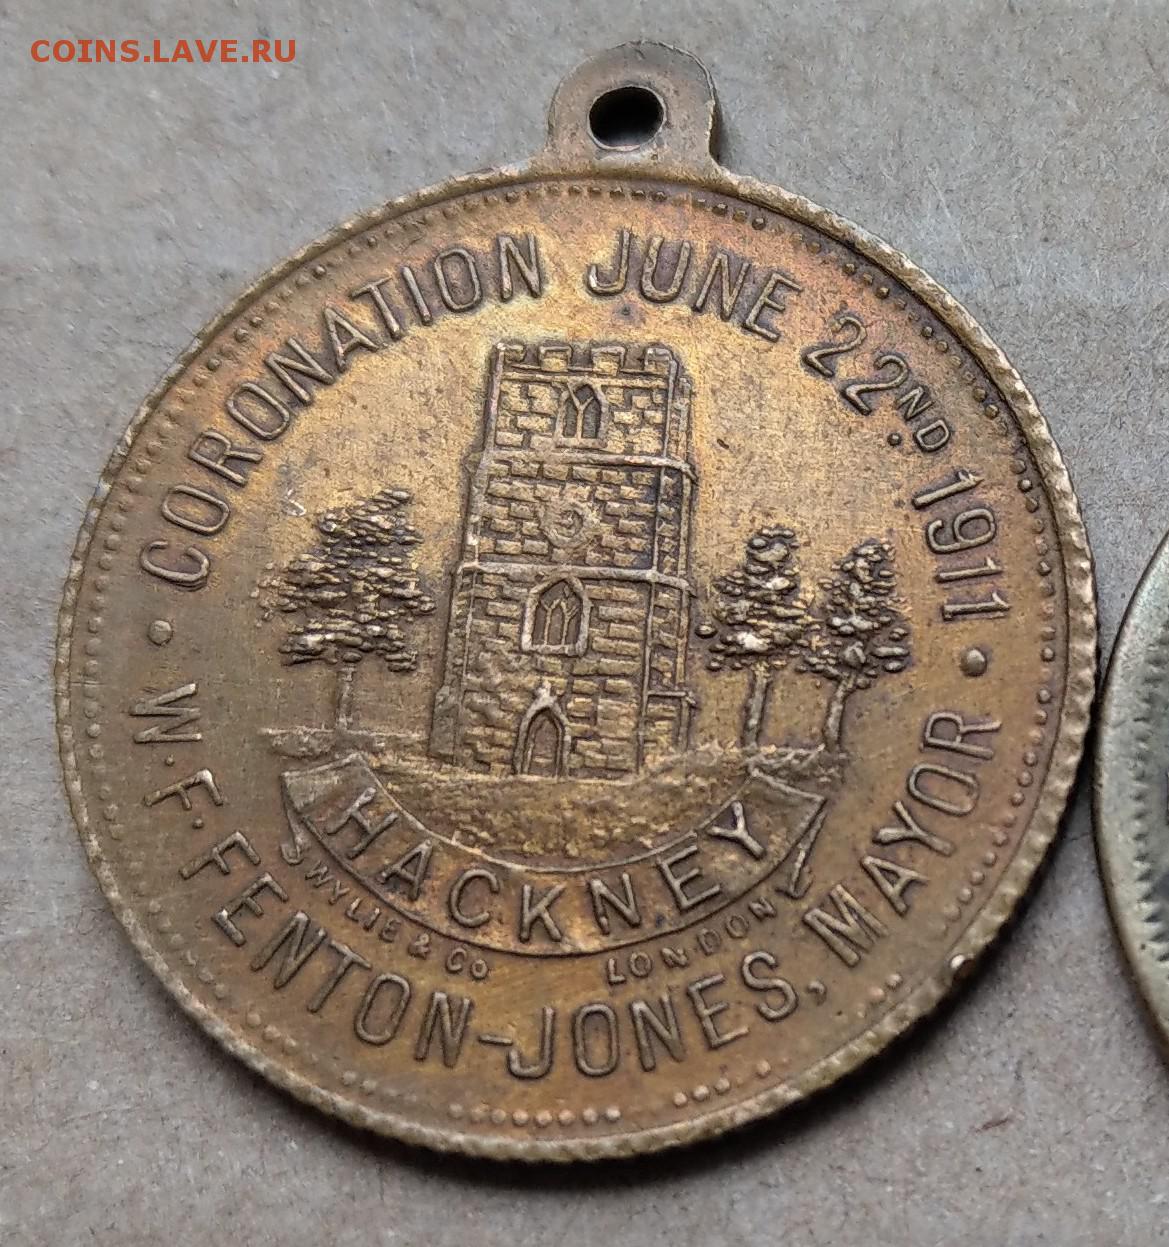 COINS.LAVE.RU
· CORONATION JUNE 22ND 1911 ·
W. F. FENTON-JONES, MAYOR
HACKNEY
WYLIE & Co LONDON